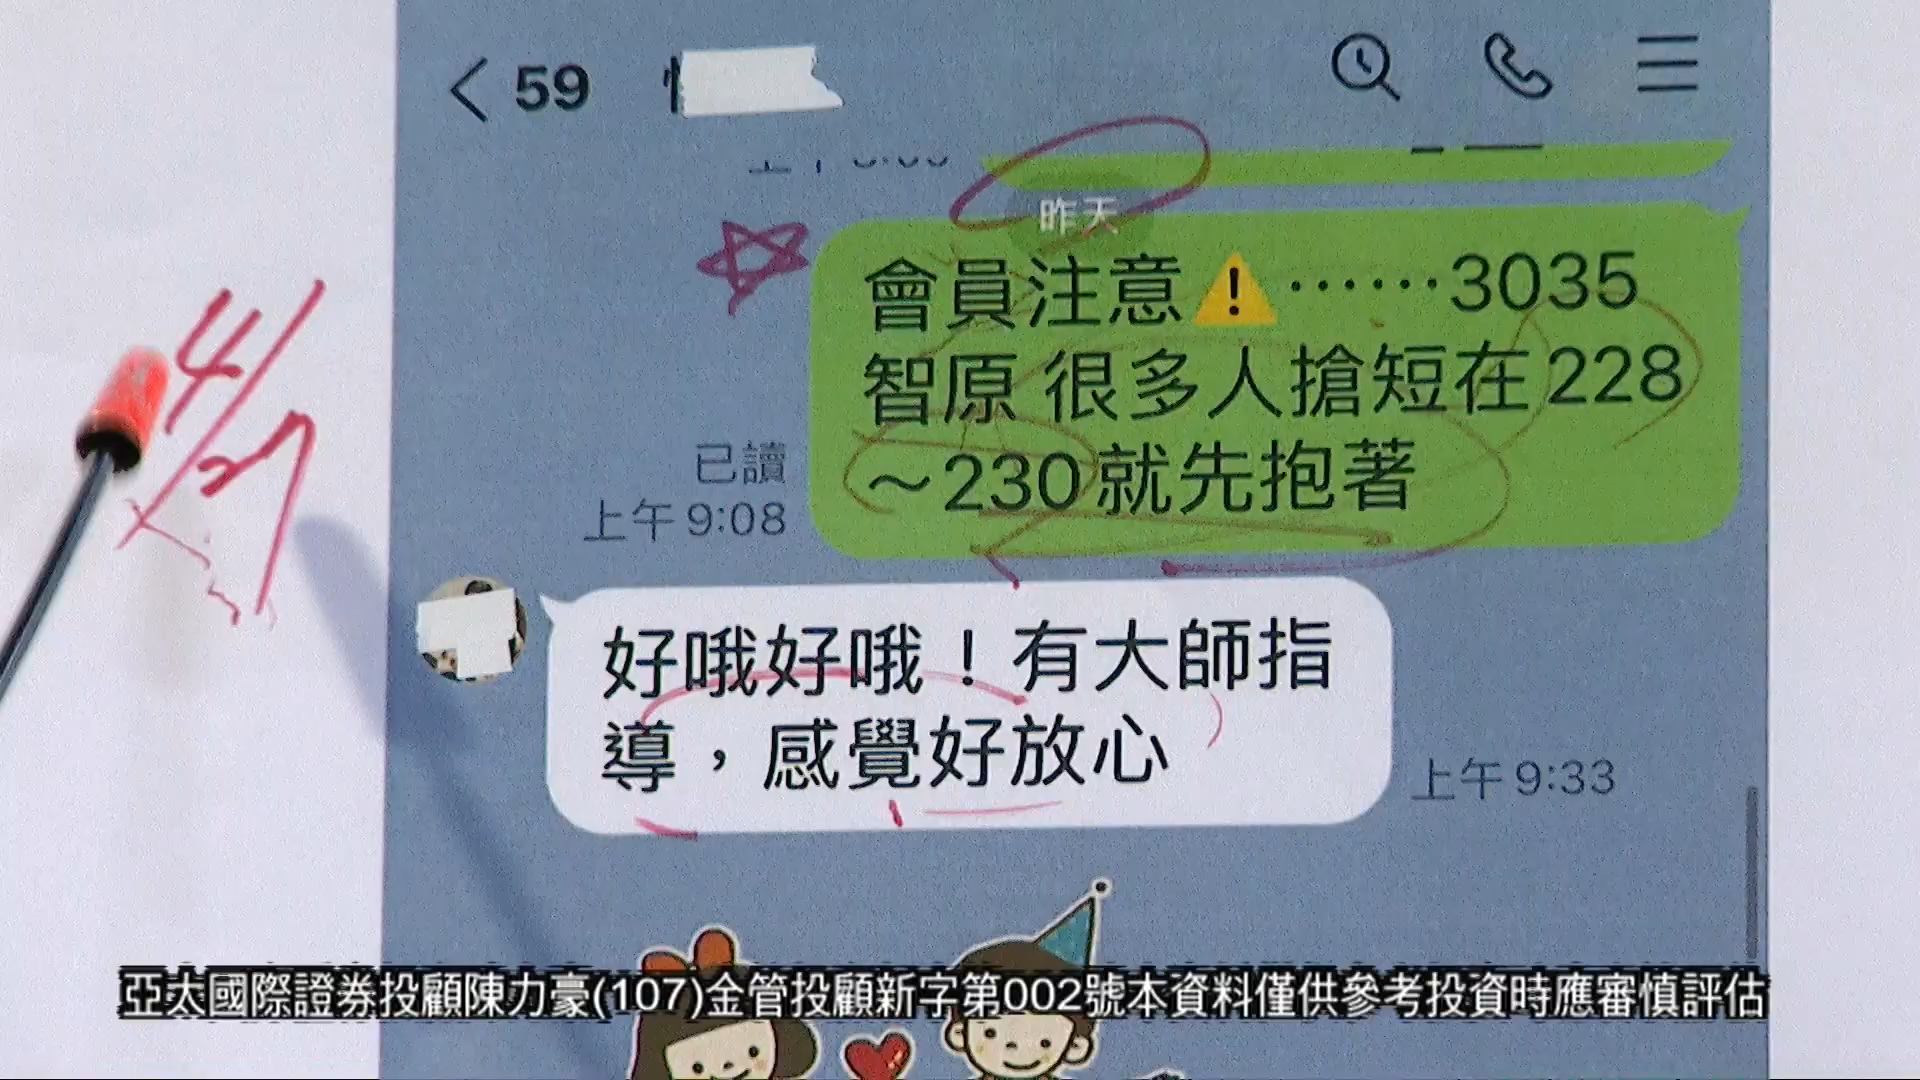 59
昨天
會員注意⚠️⋯⋯3035
智原 很多人搶短在228
～230就先抱著
已讀
上午9:08
4/27
好哦好哦！有大師指
導，感覺好放心
上午9:33
亞太國際證券投顧陳力豪(107)金管投顧新字第002號本資料僅供參考投資時應審慎評估